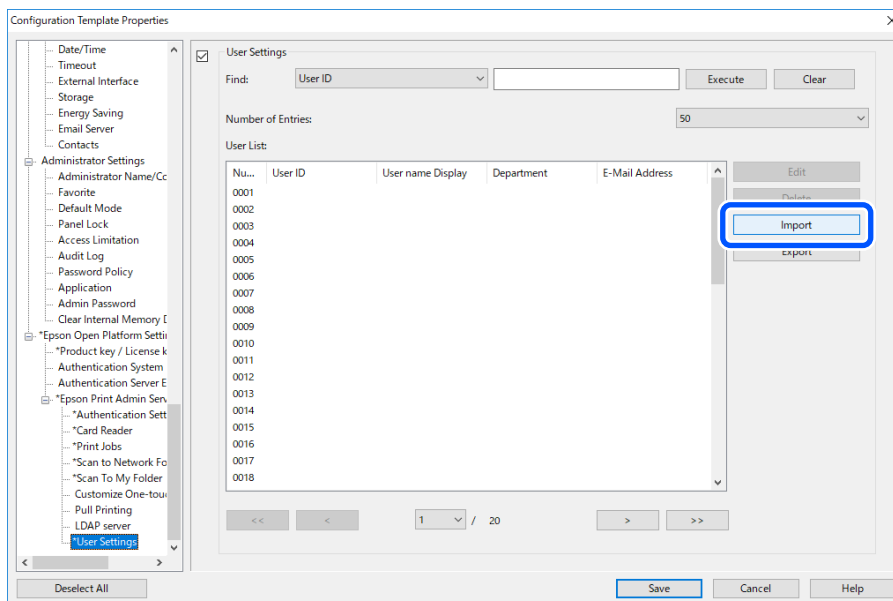 Configuration Template Properties
Date/Time
Timeout
External Interface
Storage
Energy Saving
Email Server
Contacts
Administrator Settings
Administrator Name/Co
Favorite
Default Mode
Panel Lock
Access Limitation
Audit Log
Password Policy
Application
Admin Password
Clear Internal Memory D
*Epson Open Platform Settin
*Product key / License k
Authentication System
Authentication Server E
*Epson Print Admin Serv
*Authentication Sett
*Card Reader
*Print Jobs
*Scan to Network Fo
*Scan To My Folder
Customize One-tou
Pull Printing
LDAP server
*User Settings
User Settings
Find: User ID Execute Clear
Number of Entries: 50
User List:
Nu... User ID User name Display Department E-Mail Address
0001
0002
0003
0004
0005
0006
0007
0008
0009
0010
0011
0012
0013
0014
0015
0016
0017
0018
Edit
Delete
Import
Export
<< < 1 / 20 > >>
Deselect All Save Cancel Help